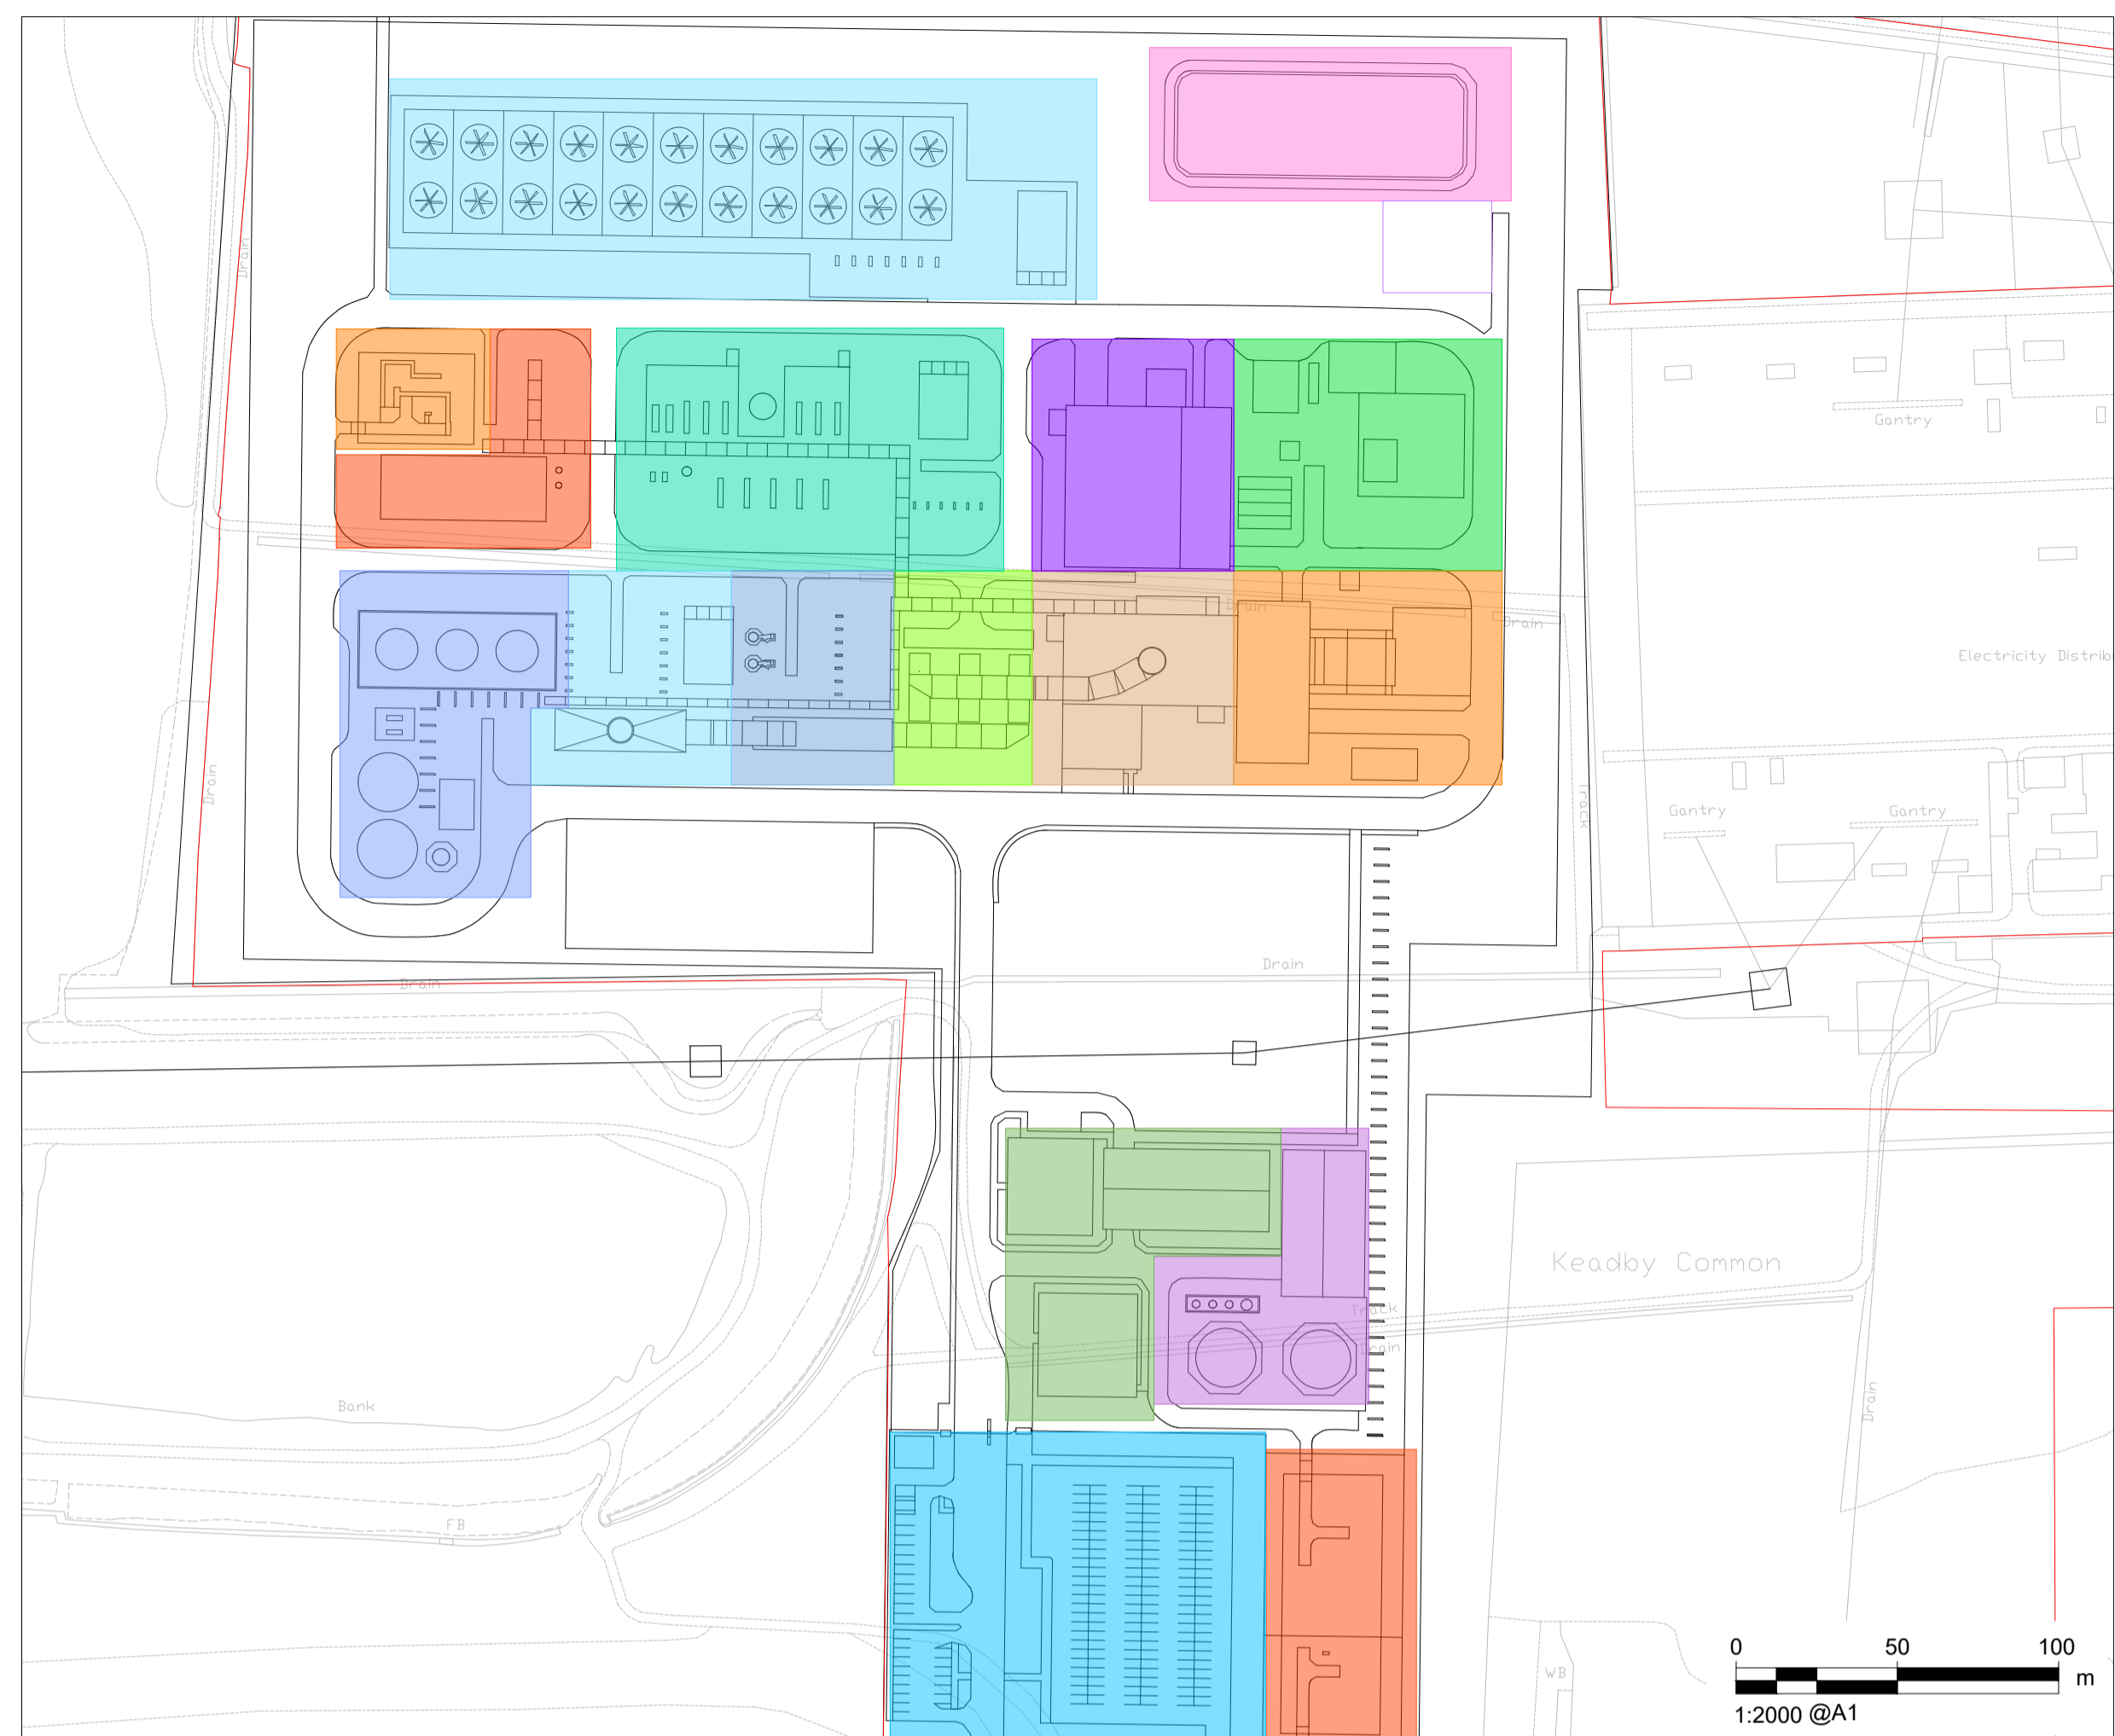 Drain
Gantry
Drain
Drain
Electricity Distrib
Drain
Track
Gantry
Gantry
Drain
Drain
Keadby Common
Track
Drain
Bank
Drain
FB
WB
0 50 100
m
1:2000 @A1